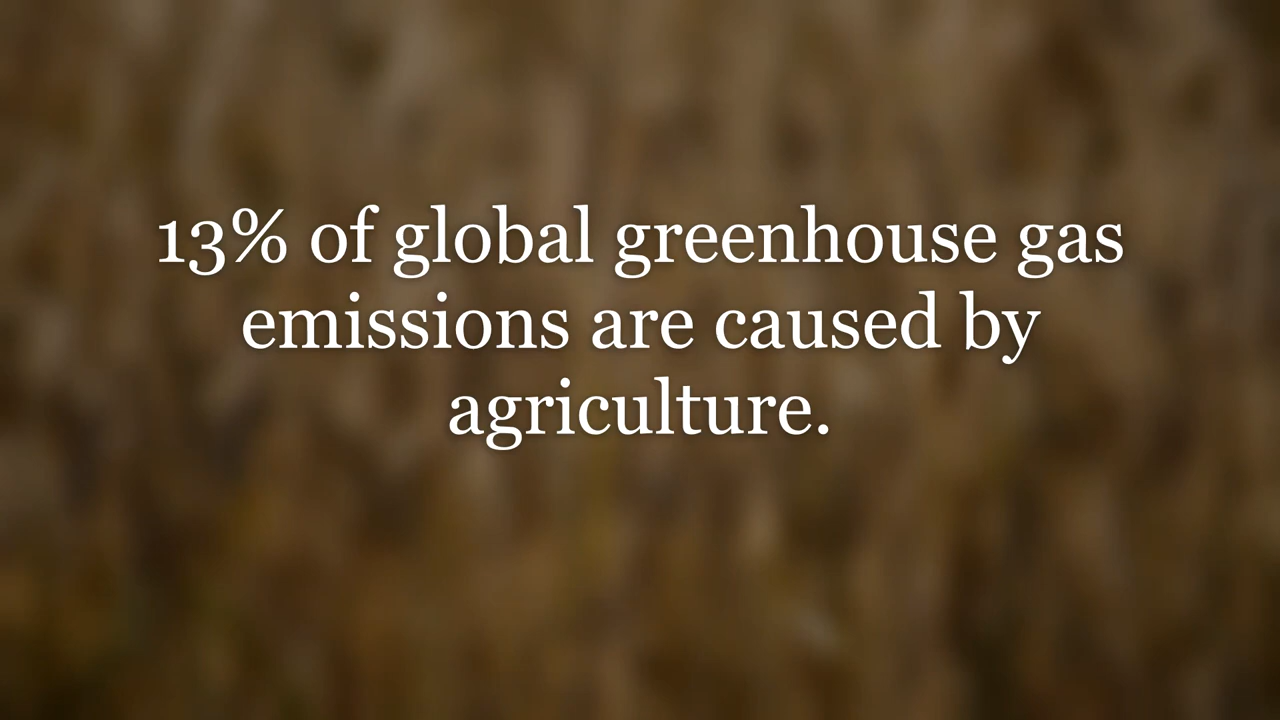 13% of global greenhouse gas
emissions are caused by
agriculture.